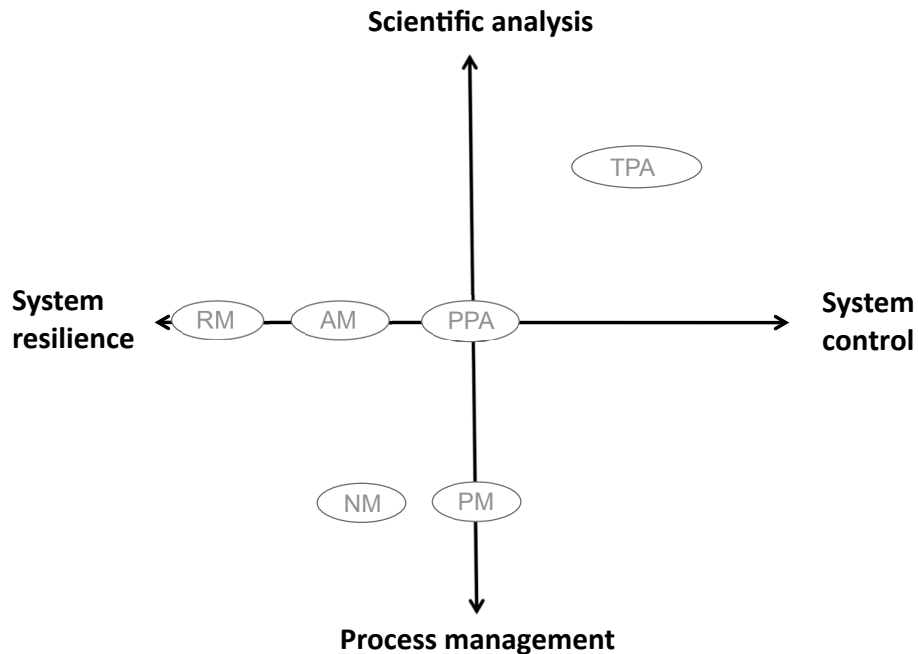 Scientific analysis
TPA
System
resilience
RM
AM
PPA
System
control
NM
PM
Process management